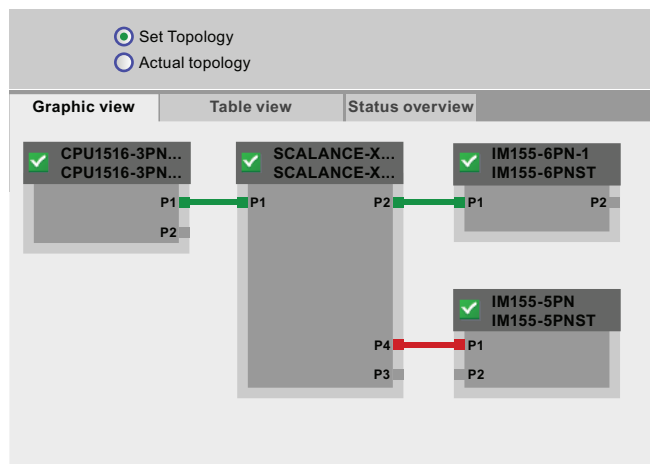 Set Topology
Actual topology
Graphic view
Table view
Status overview
CPU1516-3PN...
CPU1516-3PN...
P1
P2
SCALANCE-X...
SCALANCE-X...
P1
P2
P4
P3
IM155-6PN-1
IM155-6PNST
P1
P2
IM155-5PN
IM155-5PNST
P1
P2